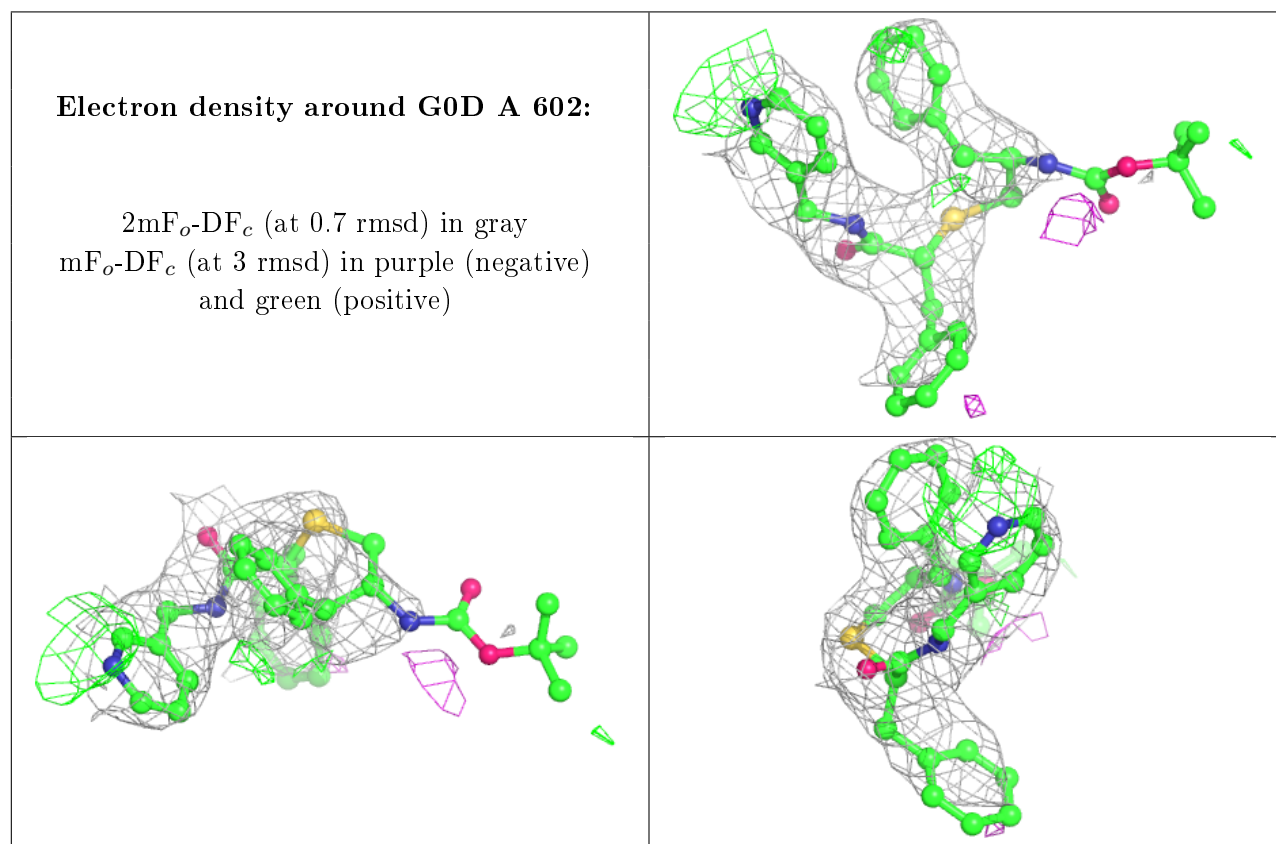 Electron density around G0D A 602:
2mFₒ-DF𝒸 (at 0.7 rmsd) in gray
mFₒ-DF𝒸 (at 3 rmsd) in purple (negative)
and green (positive)